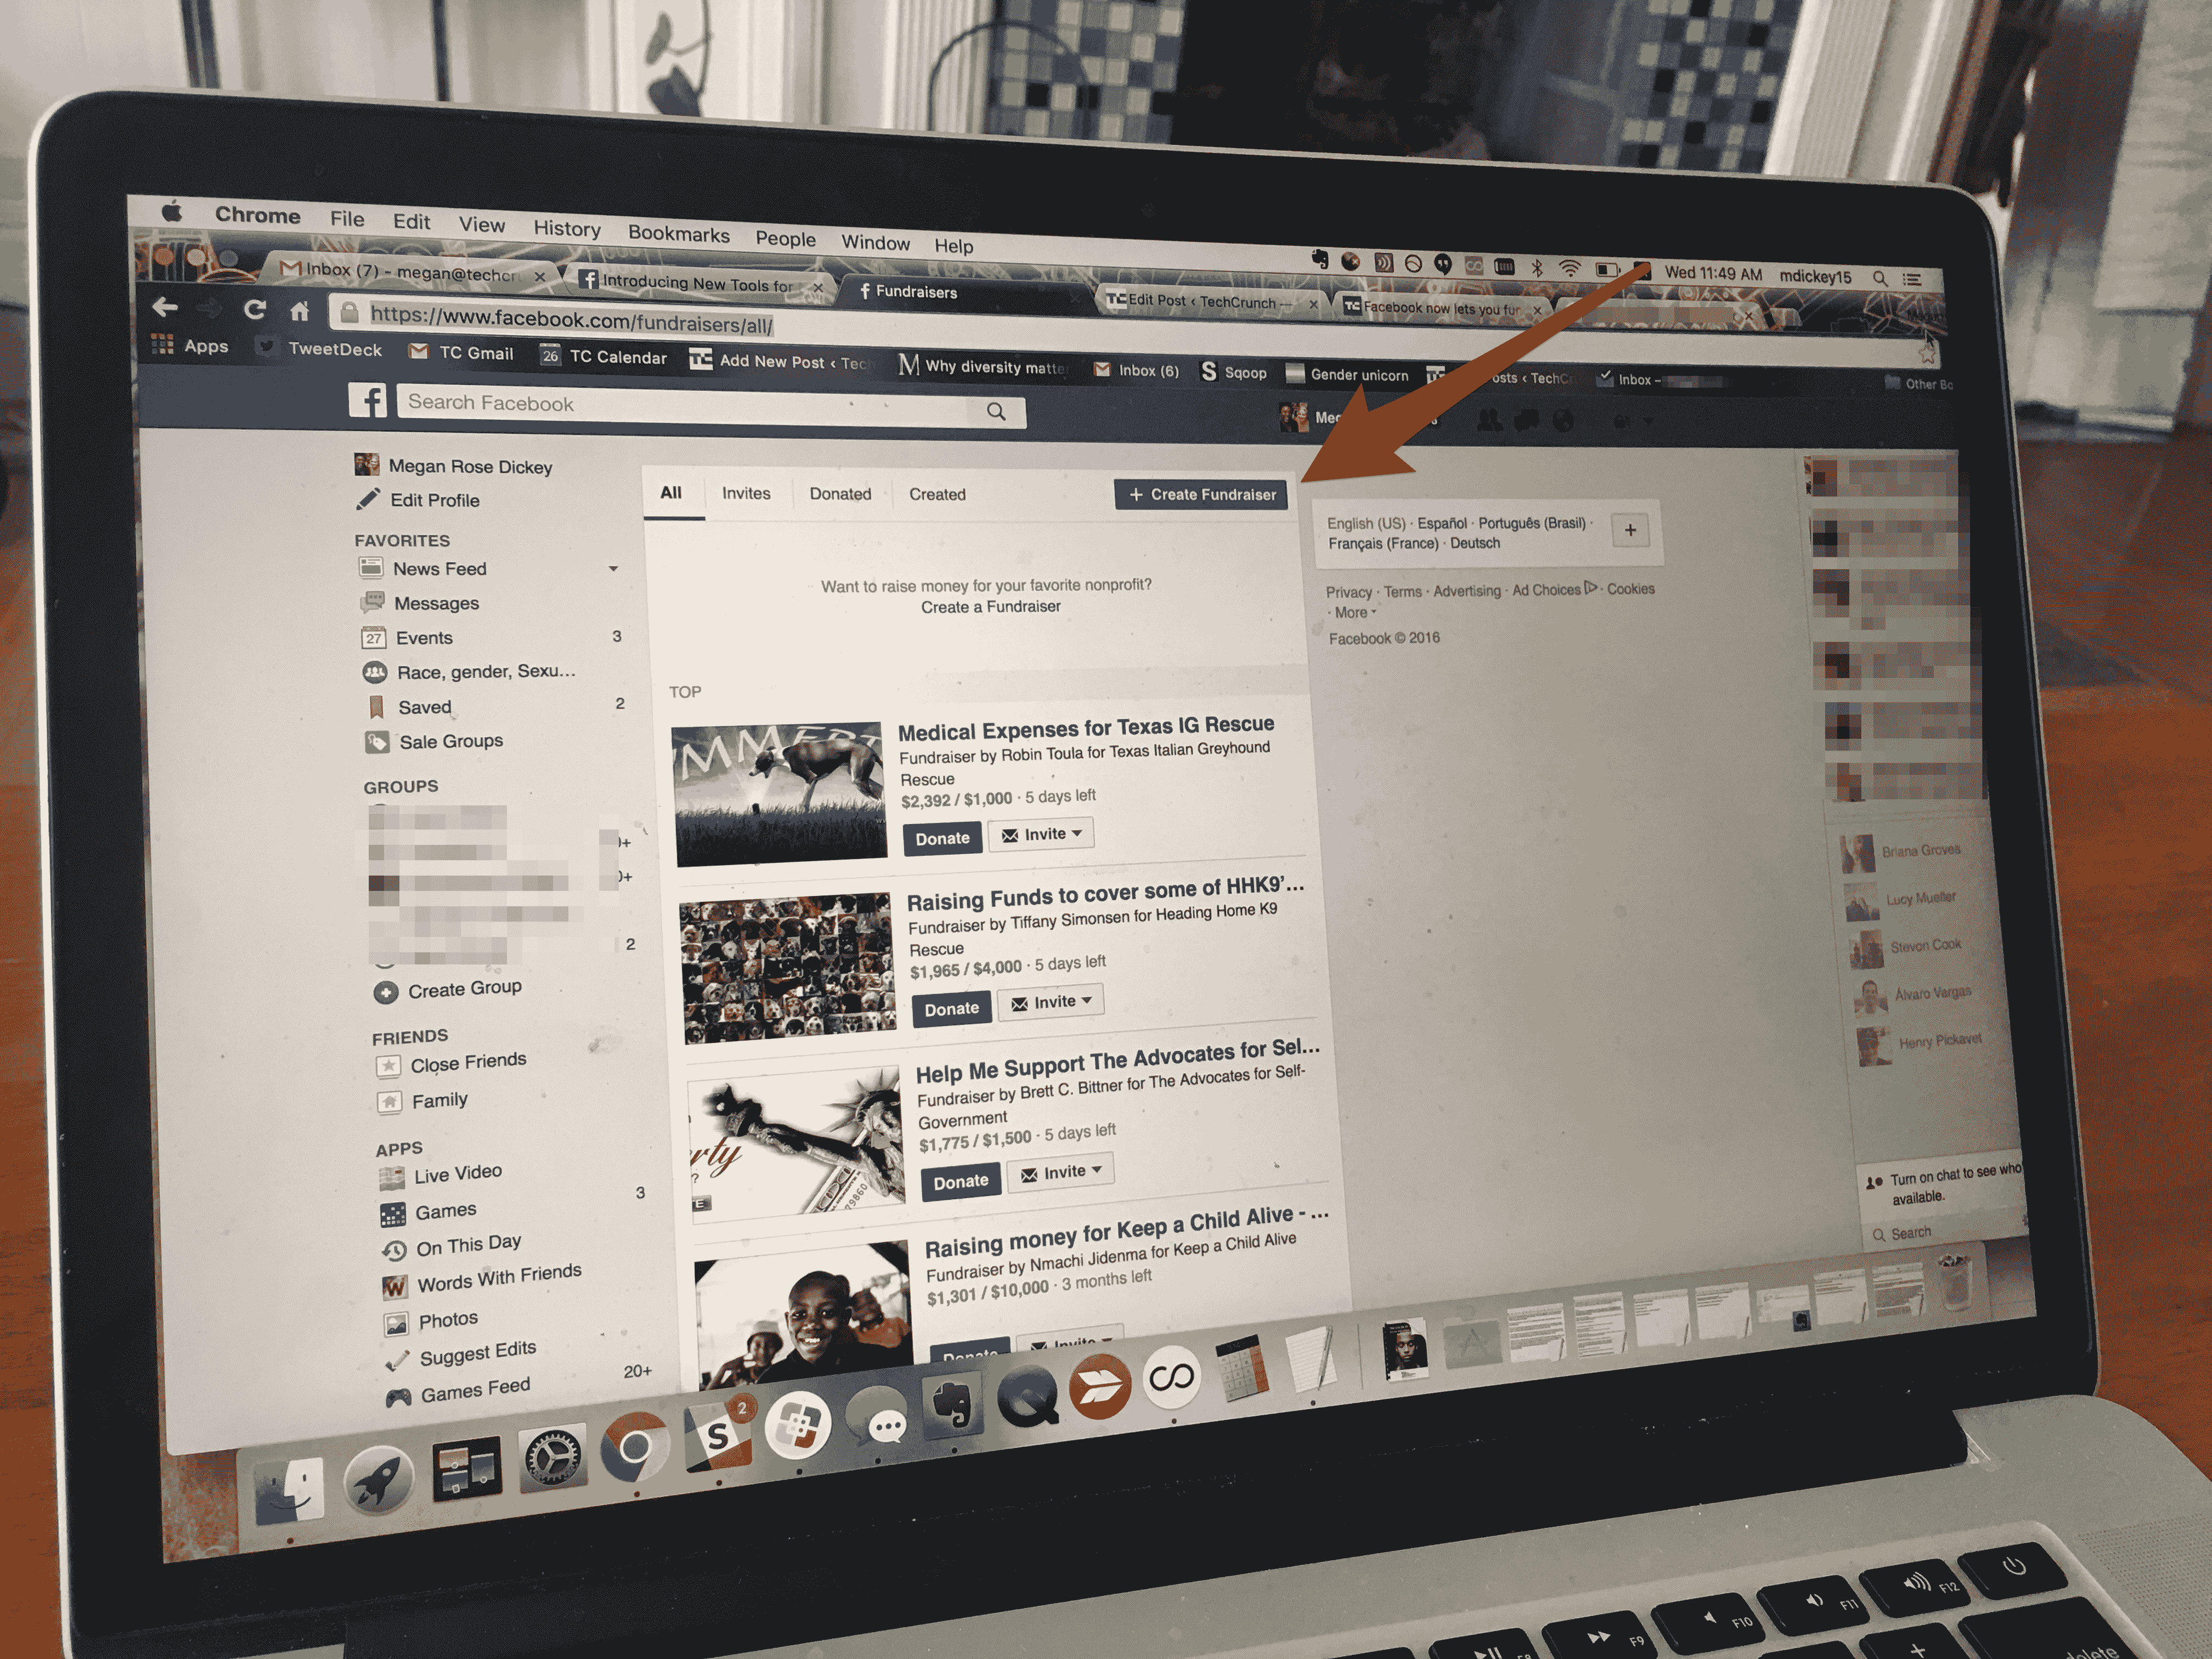 Chrome File Edit View History Bookmarks People Window Help
Wed 11:49 AM mdickey15
Inbox (7) - megan@techcr
Introducing New Tools for
Fundraisers
Edit Post ‹ TechCrunch —
Facebook now lets you fu
https://www.facebook.com/fundraisers/all/
Apps
TweetDeck
TC Gmail
26 TC Calendar
Add New Post ‹ Tec
M Why diversity matte
Inbox (6)
S Sqoop
Gender unicorn
osts ‹ TechC
Inbox –
Other Bo
f Search Facebook
Megan Rose Dickey
Edit Profile
FAVORITES
News Feed
Messages
27 Events 3
Race, gender, Sexu...
Saved 2
Sale Groups
GROUPS
2
Create Group
FRIENDS
Close Friends
Family
APPS
Live Video
Games 3
On This Day
Words With Friends
Photos
Suggest Edits
Games Feed 20+
All Invites Donated Created + Create Fundraiser
Want to raise money for your favorite nonprofit?
Create a Fundraiser
TOP
Medical Expenses for Texas IG Rescue
Fundraiser by Robin Toula for Texas Italian Greyhound
Rescue
$2,392 / $1,000 · 5 days left
Donate Invite
Raising Funds to cover some of HHK9'...
Fundraiser by Tiffany Simonsen for Heading Home K9
Rescue
$1,965 / $4,000 · 5 days left
Donate Invite
Help Me Support The Advocates for Sel...
Fundraiser by Brett C. Bittner for The Advocates for Self-
Government
$1,775 / $1,500 · 5 days left
Donate Invite
Raising money for Keep a Child Alive - ...
Fundraiser by Nmachi Jidenma for Keep a Child Alive
$1,301 / $10,000 · 3 months left
Donate Invite
English (US) · Español · Português (Brasil) ·
Français (France) · Deutsch
+
Privacy · Terms · Advertising · Ad Choices · Cookies
· More
Facebook © 2016
Briana Groves
Lucy Mueller
Stevon Cook
Álvaro Vargas
Henry Pickavet
Turn on chat to see who
available.
Search
S 2
F9
F10
F11
F12